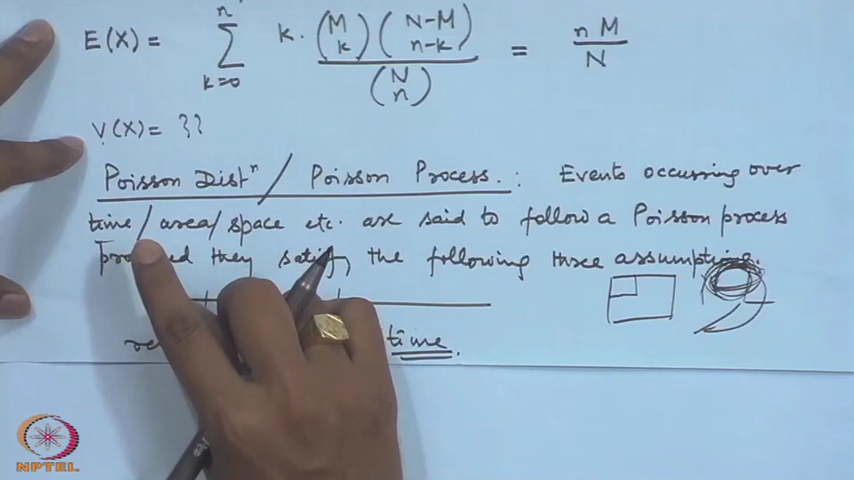 E(X) = n Σ k=0 k · (M k) (N-M n-k) / (N n) = n M / N
V(X) = ??
Poisson Distⁿ / Poisson Process. : Events occurring over
time/area/space etc. are said to follow a Poisson process
they satisfy the following three assumptions.
time.
NPTEL